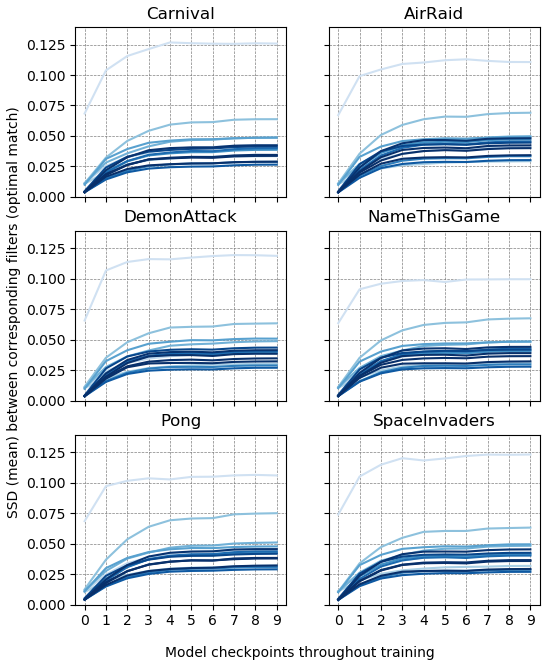 Carnival
AirRaid
0.125
0.100
0.075
0.050
0.025
0.000
DemonAttack
NameThisGame
0.125
0.100
0.075
0.050
0.025
0.000
Pong
SpaceInvaders
0.125
0.100
0.075
0.050
0.025
0.000
0 1 2 3 4 5 6 7 8 9
0 1 2 3 4 5 6 7 8 9
SSD (mean) between corresponding filters (optimal match)
Model checkpoints throughout training